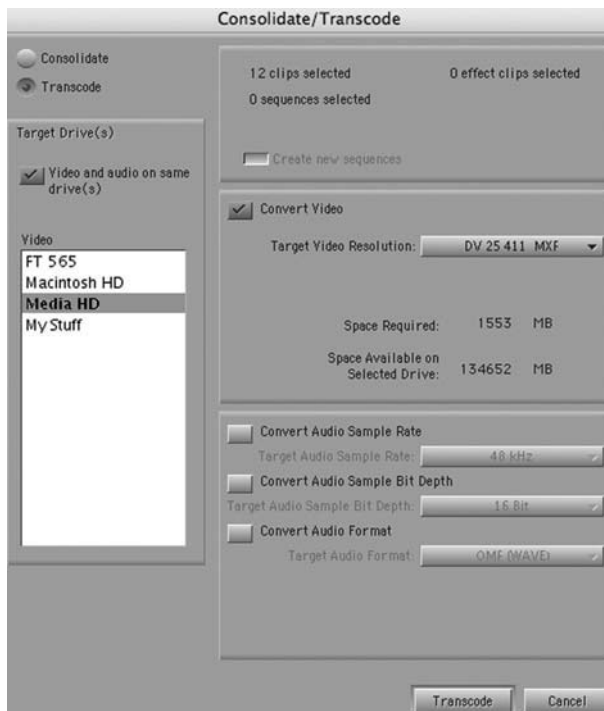 Consolidate/Transcode
Consolidate
Transcode
Target Drive(s)
Video and audio on same
drive(s)
Video
FT 565
Macintosh HD
Media HD
My Stuff
12 clips selected
0 effect clips selected
0 sequences selected
Create new sequences
Convert Video
Target Video Resolution:
DV 25 411 MXF
Space Required:
1553 MB
Space Available on
Selected Drive:
134652 MB
Convert Audio Sample Rate
Target Audio Sample Rate:
48 kHz
Convert Audio Sample Bit Depth
Target Audio Sample Bit Depth:
16 Bit
Convert Audio Format
Target Audio Format:
OMF (WAVE)
Transcode
Cancel